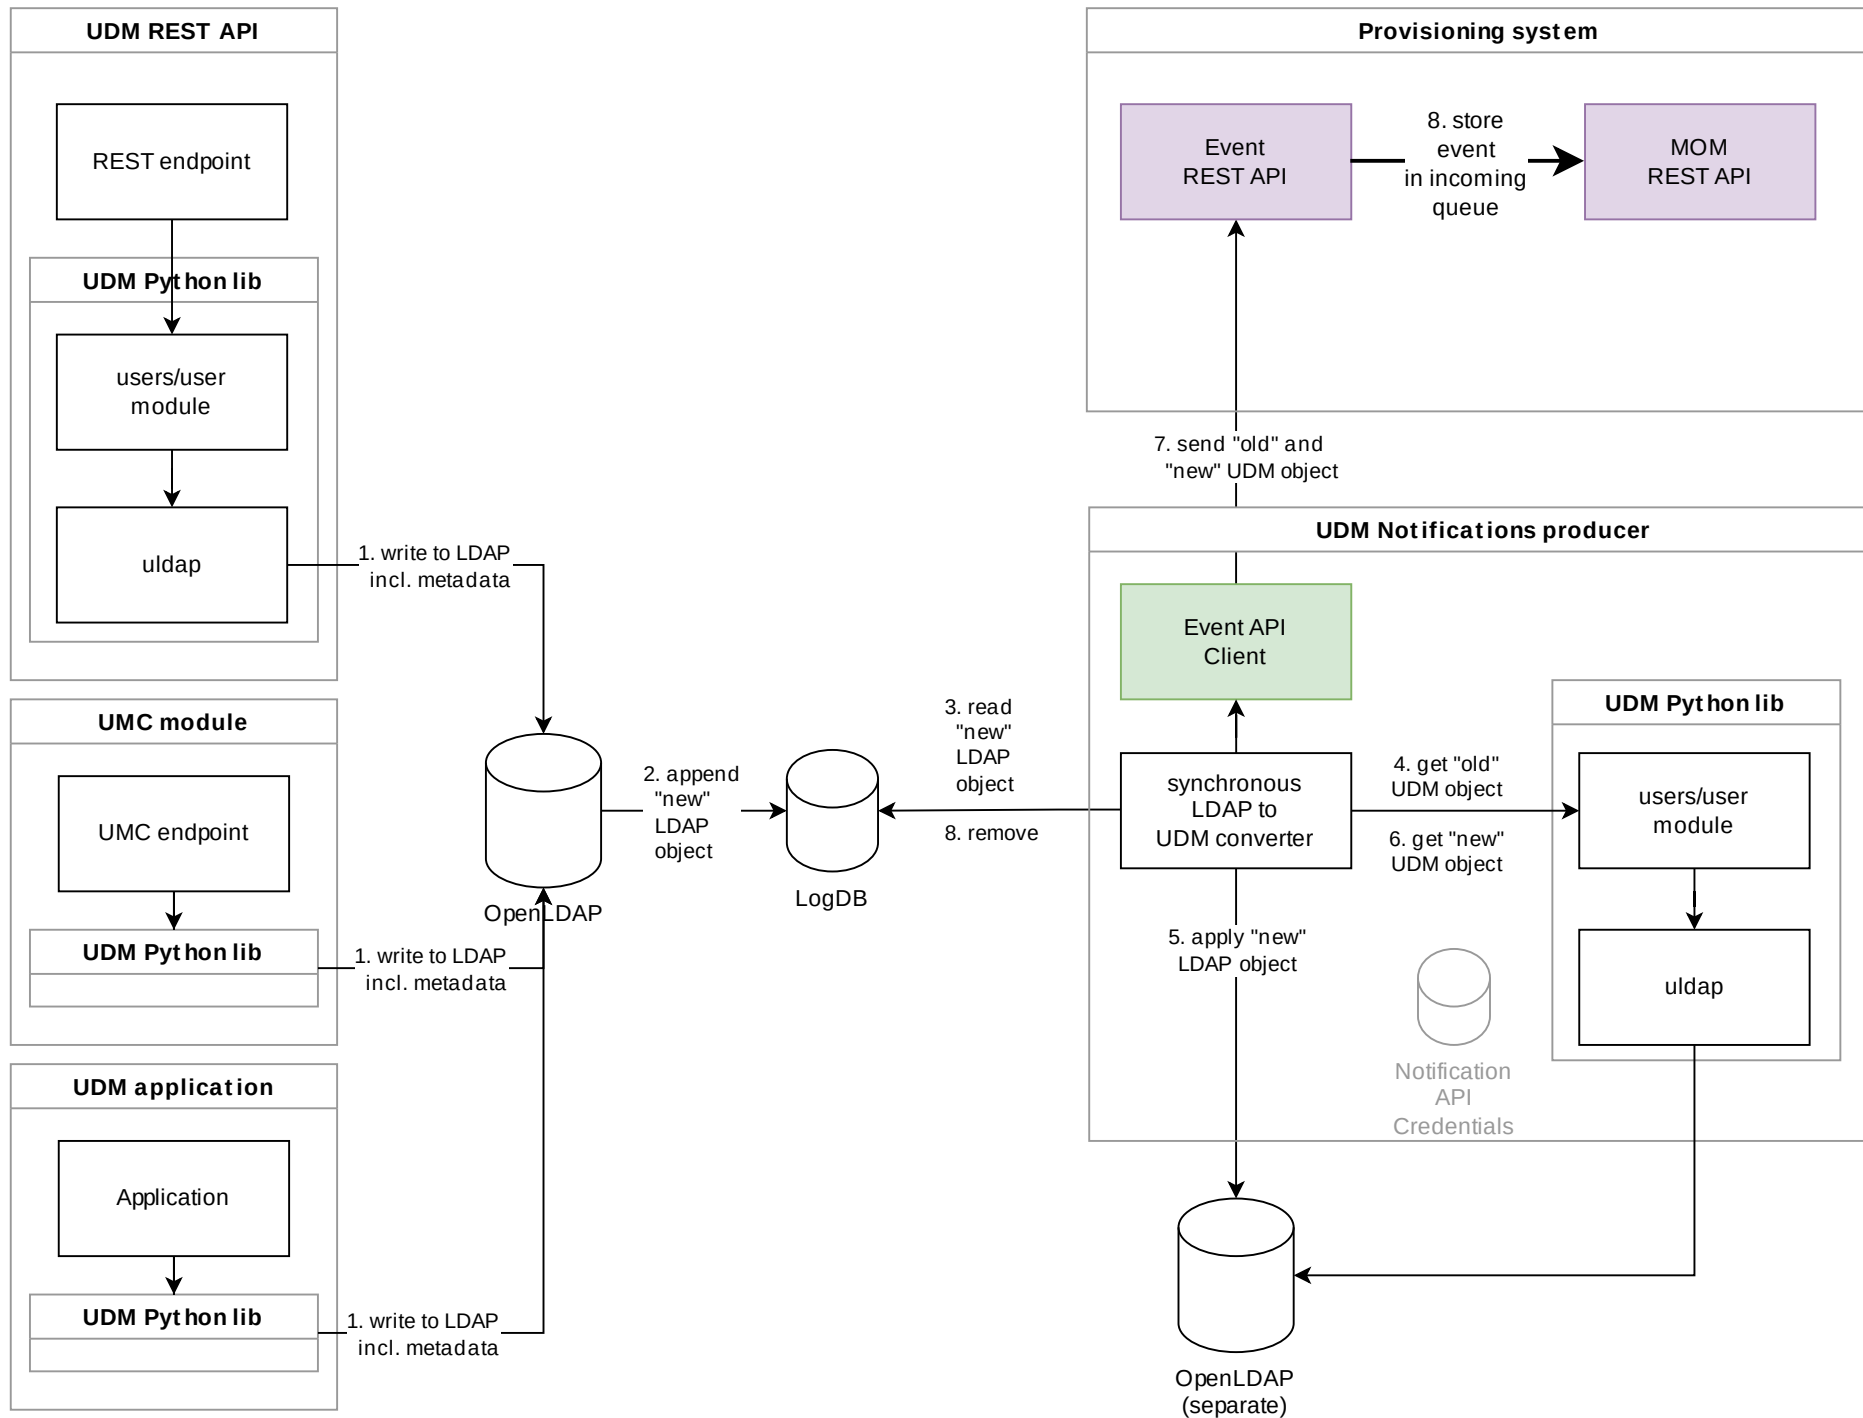 UDM REST API
REST endpoint
UDM Python lib
users/user
module
uldap
1. write to LDAP
incl. metadata
UMC module
UMC endpoint
UDM Python lib
1. write to LDAP
incl. metadata
UDM application
Application
UDM Python lib
1. write to LDAP
incl. metadata
OpenLDAP
2. append
"new"
LDAP
object
LogDB
3. read
"new"
LDAP
object
8. remove
Provisioning system
Event
REST API
8. store
event
in incoming
queue
MOM
REST API
7. send "old" and
"new" UDM object
UDM Notifications producer
Event API
Client
synchronous
LDAP to
UDM converter
4. get "old"
UDM object
6. get "new"
UDM object
UDM Python lib
users/user
module
uldap
5. apply "new"
LDAP object
Notification
API
Credentials
OpenLDAP
(separate)